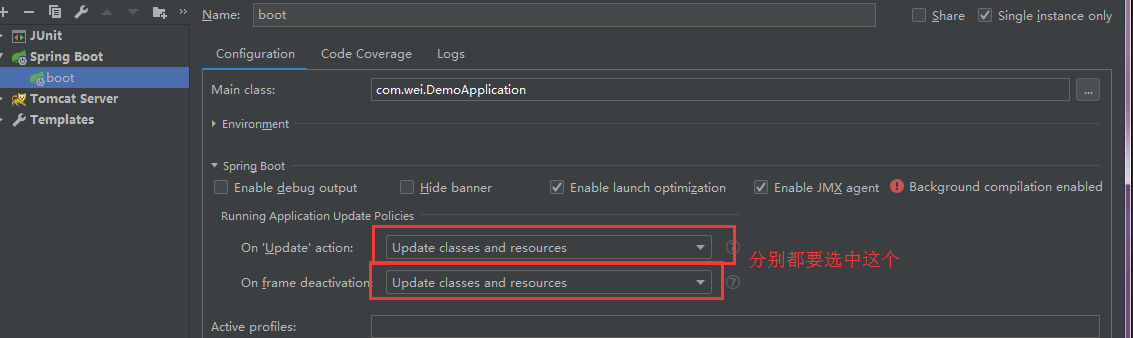 Name: boot Share Single instance only
JUnit
Spring Boot
boot
Tomcat Server
Templates
Configuration Code Coverage Logs
Main class: com.wei.DemoApplication ...
Environment
Spring Boot
Enable debug output Hide banner Enable launch optimization Enable JMX agent Background compilation enabled
Running Application Update Policies
On 'Update' action: Update classes and resources ?
分别都要选中这个
On frame deactivation: Update classes and resources ?
Active profiles: